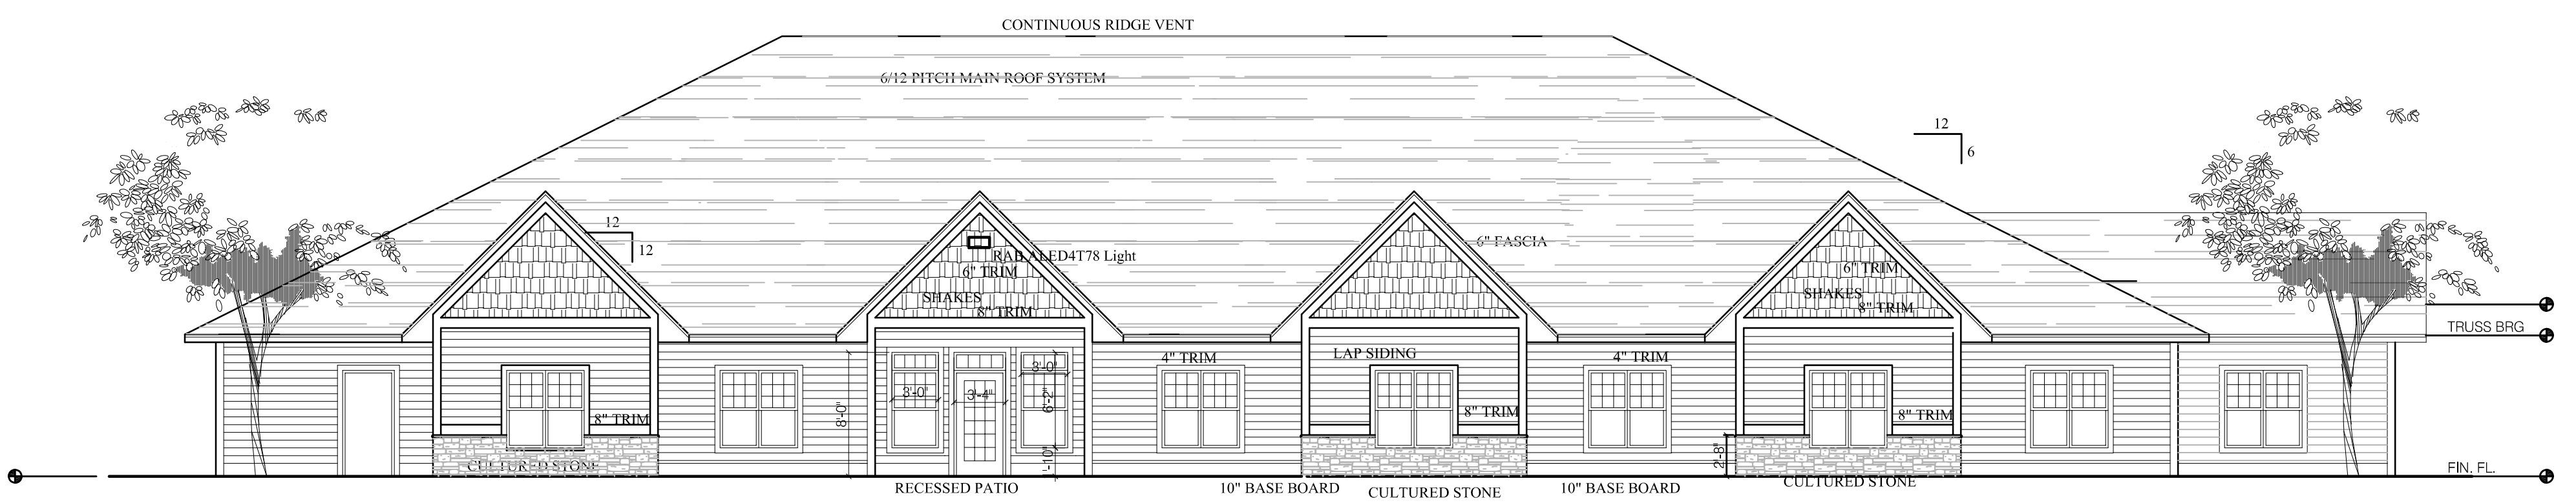 CONTINUOUS RIDGE VENT
6/12 PITCH MAIN ROOF SYSTEM
12
6
12
12
6" FASCIA
RAB ALED4T78 Light
6" TRIM
6" TRIM
SHAKES
SHAKES
8" TRIM
8" TRIM
TRUSS BRG
LAP SIDING
4" TRIM
4" TRIM
3'-0"
3'-0"
3'-4"
6'-2"
8'-0"
8" TRIM
8" TRIM
8" TRIM
1'-10"
2'-8"
CULTURED STONE
FIN. FL.
CULTURED STONE
RECESSED PATIO
10" BASE BOARD
CULTURED STONE
10" BASE BOARD